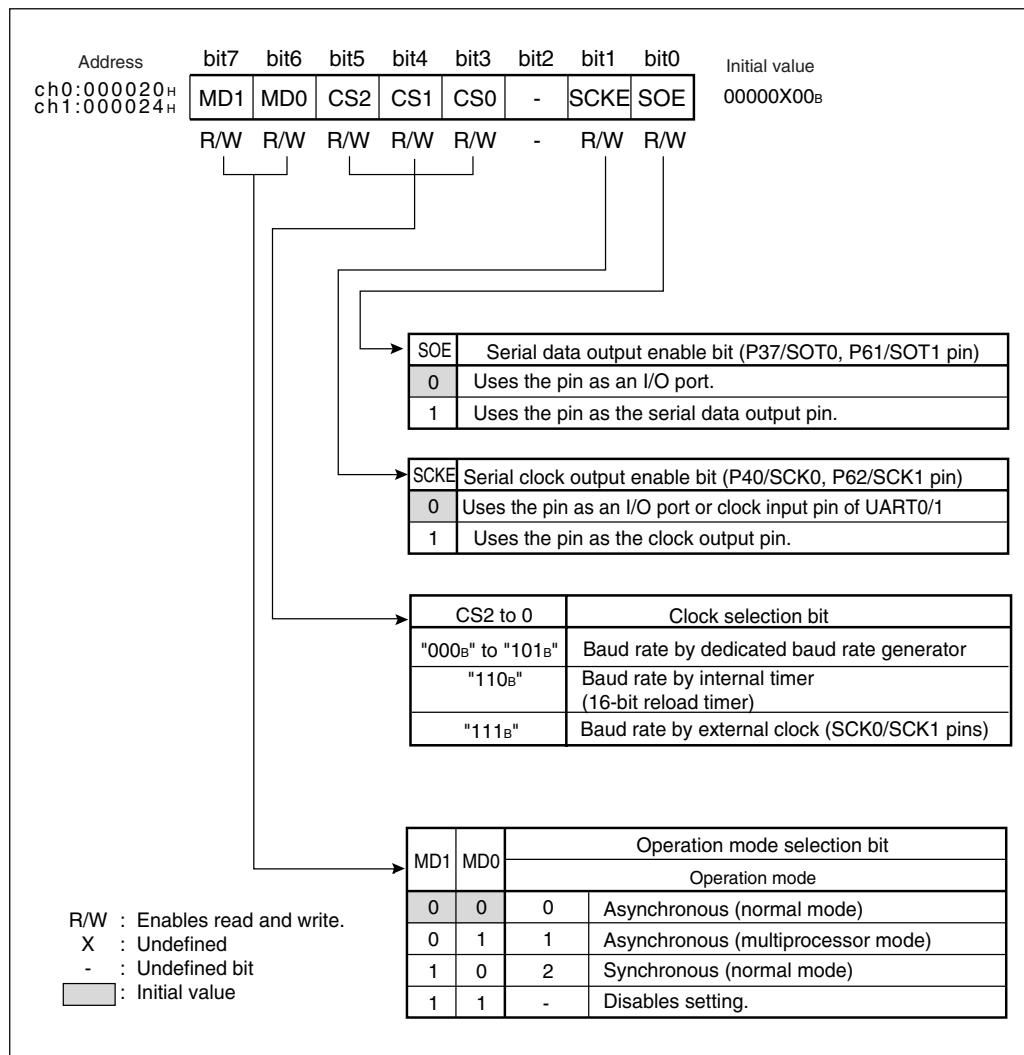 Address bit7 bit6 bit5 bit4 bit3 bit2 bit1 bit0 Initial value
ch0:000020H
ch1:000024H
MD1 MD0 CS2 CS1 CS0 - SCKE SOE 00000X00B
R/W R/W R/W R/W R/W - R/W R/W
SOE Serial data output enable bit (P37/SOT0, P61/SOT1 pin)
0 Uses the pin as an I/O port.
1 Uses the pin as the serial data output pin.
SCKE Serial clock output enable bit (P40/SCK0, P62/SCK1 pin)
0 Uses the pin as an I/O port or clock input pin of UART0/1
1 Uses the pin as the clock output pin.
CS2 to 0 Clock selection bit
"000B" to "101B" Baud rate by dedicated baud rate generator
"110B" Baud rate by internal timer
(16-bit reload timer)
"111B" Baud rate by external clock (SCK0/SCK1 pins)
MD1 MD0 Operation mode selection bit
Operation mode
0 0 0 Asynchronous (normal mode)
0 1 1 Asynchronous (multiprocessor mode)
1 0 2 Synchronous (normal mode)
1 1 - Disables setting.
R/W : Enables read and write.
X : Undefined
- : Undefined bit
: Initial value